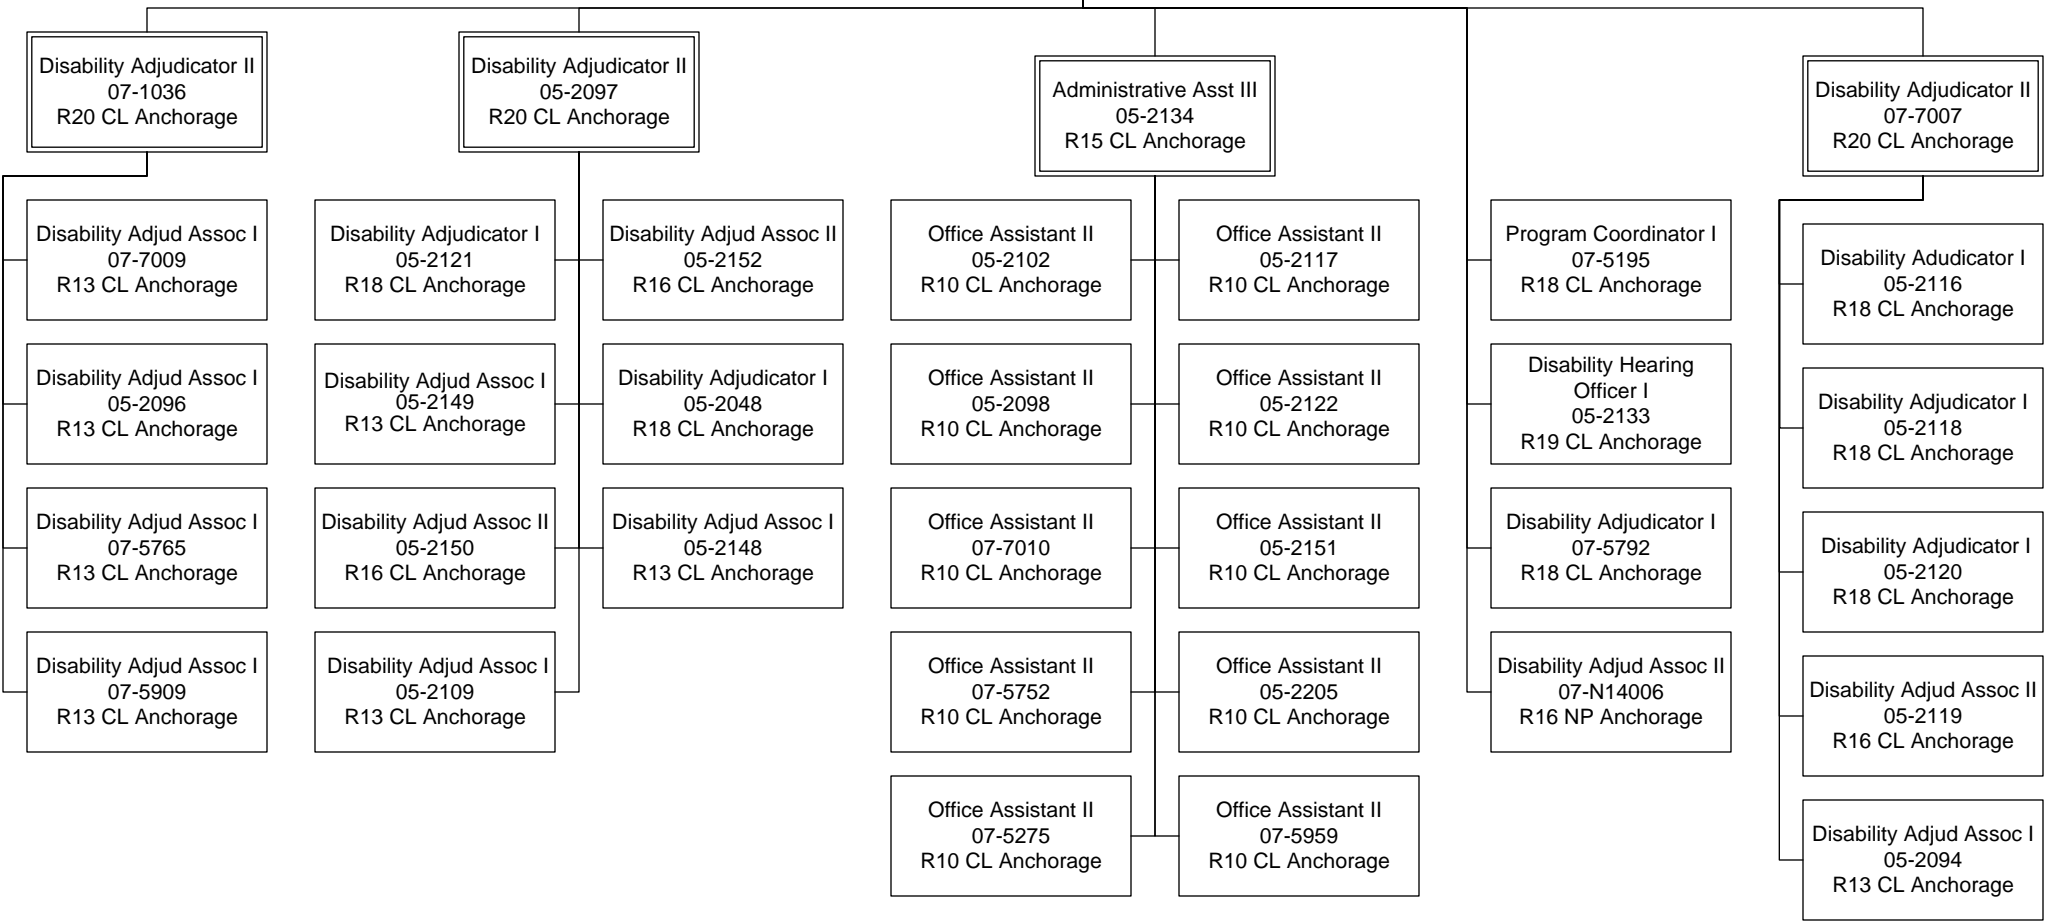 Disability Adjudicator II
07-1036
R20 CL Anchorage
Disability Adjud Assoc I
07-7009
R13 CL Anchorage
Disability Adjud Assoc I
05-2096
R13 CL Anchorage
Disability Adjud Assoc I
07-5765
R13 CL Anchorage
Disability Adjud Assoc I
07-5909
R13 CL Anchorage
Disability Adjudicator II
05-2097
R20 CL Anchorage
Disability Adjudicator I
05-2121
R18 CL Anchorage
Disability Adjud Assoc II
05-2152
R16 CL Anchorage
Disability Adjud Assoc I
05-2149
R13 CL Anchorage
Disability Adjudicator I
05-2048
R18 CL Anchorage
Disability Adjud Assoc II
05-2150
R16 CL Anchorage
Disability Adjud Assoc I
05-2148
R13 CL Anchorage
Disability Adjud Assoc I
05-2109
R13 CL Anchorage
Administrative Asst III
05-2134
R15 CL Anchorage
Office Assistant II
05-2102
R10 CL Anchorage
Office Assistant II
05-2117
R10 CL Anchorage
Office Assistant II
05-2098
R10 CL Anchorage
Office Assistant II
05-2122
R10 CL Anchorage
Office Assistant II
07-7010
R10 CL Anchorage
Office Assistant II
05-2151
R10 CL Anchorage
Office Assistant II
07-5752
R10 CL Anchorage
Office Assistant II
05-2205
R10 CL Anchorage
Office Assistant II
07-5275
R10 CL Anchorage
Office Assistant II
07-5959
R10 CL Anchorage
Program Coordinator I
07-5195
R18 CL Anchorage
Disability Hearing
Officer I
05-2133
R19 CL Anchorage
Disability Adjudicator I
07-5792
R18 CL Anchorage
Disability Adjud Assoc II
07-N14006
R16 NP Anchorage
Disability Adjudicator II
07-7007
R20 CL Anchorage
Disability Adudicator I
05-2116
R18 CL Anchorage
Disability Adjudicator I
05-2118
R18 CL Anchorage
Disability Adjudicator I
05-2120
R18 CL Anchorage
Disability Adjud Assoc II
05-2119
R16 CL Anchorage
Disability Adjud Assoc I
05-2094
R13 CL Anchorage